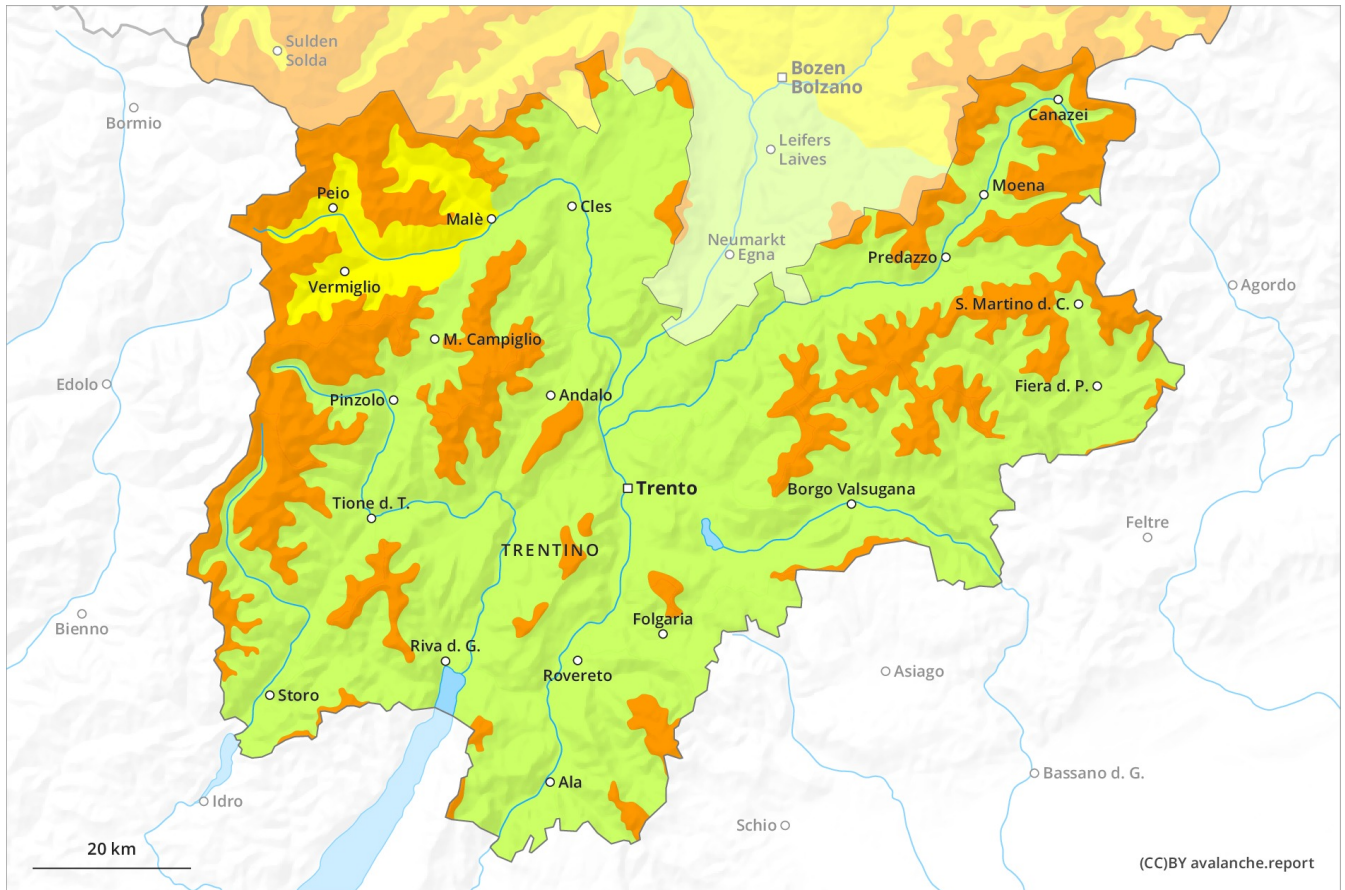 Sulden
Solda
Bozen
Bolzano
Bormio
Canazei
Leifers
Laives
Peio
Moena
Cles
Malè
Neumarkt
Egna
Predazzo
Vermiglio
Agordo
S. Martino d. C.
M. Campiglio
Edolo
Fiera d. P.
Andalo
Pinzolo
Trento
Borgo Valsugana
Tione d. T.
Feltre
TRENTINO
Bienno
Folgaria
Riva d. G.
Asiago
Rovereto
Storo
Bassano d. G.
Ala
Idro
Schio
20 km
(CC)BY avalanche.report